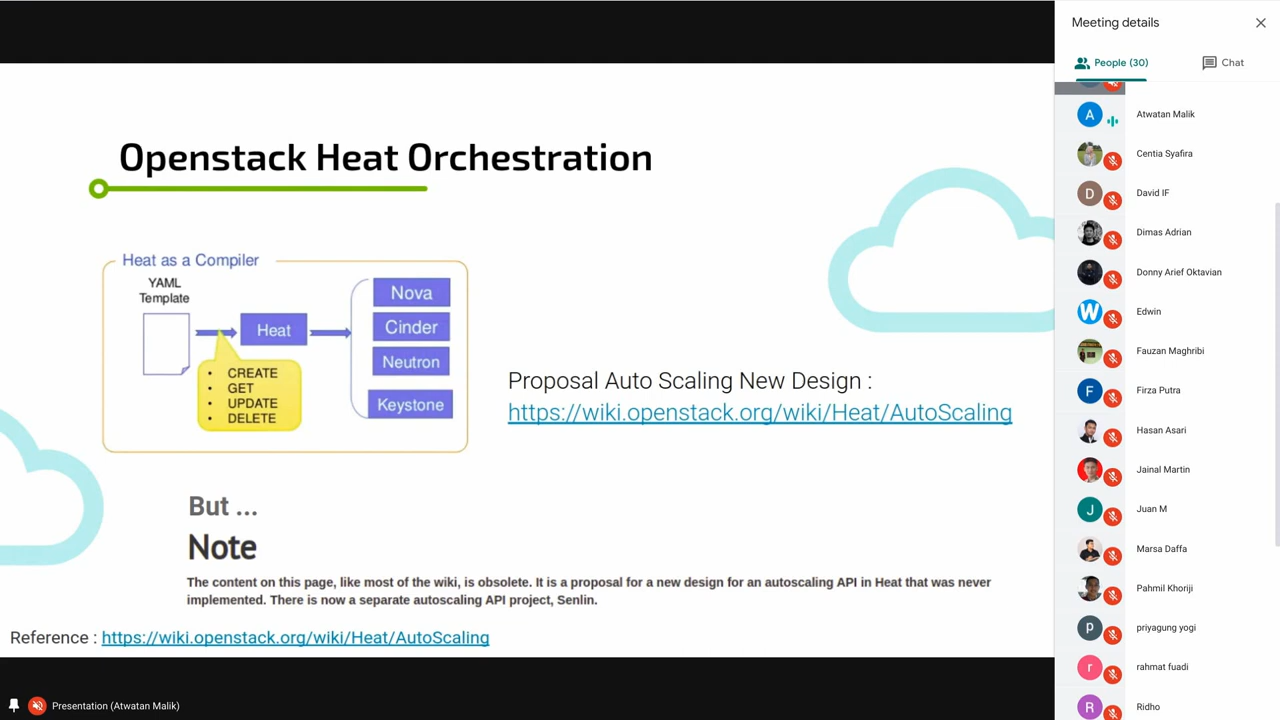 Openstack Heat Orchestration
Heat as a Compiler
YAML
Template
Heat
• CREATE
• GET
• UPDATE
• DELETE
Nova
Cinder
Neutron
Keystone
Proposal Auto Scaling New Design :
https://wiki.openstack.org/wiki/Heat/AutoScaling
But ...
Note
The content on this page, like most of the wiki, is obsolete. It is a proposal for a new design for an autoscaling API in Heat that was never
implemented. There is now a separate autoscaling API project, Senlin.
Reference : https://wiki.openstack.org/wiki/Heat/AutoScaling
Presentation (Atwatan Malik)
Meeting details
People (30)
Chat
A Atwatan Malik
Centia Syafira
D David IF
Dimas Adrian
Donny Arief Oktavian
W Edwin
Fauzan Maghribi
F Firza Putra
Hasan Asari
Jainal Martin
J Juan M
Marsa Daffa
Pahmil Khoriji
p priyagung yogi
r rahmat fuadi
R Ridho